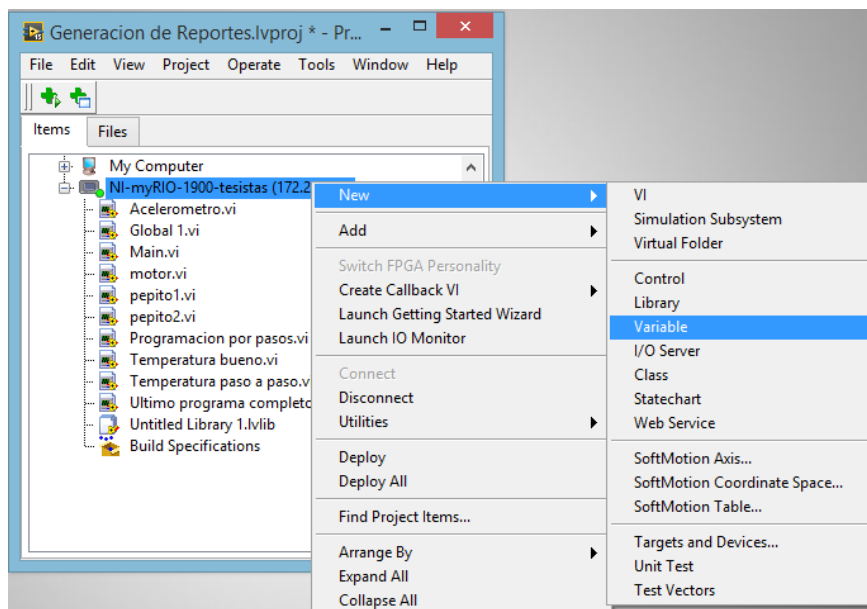 Generacion de Reportes.lvproj * - Pr...
File Edit View Project Operate Tools Window Help
Items Files
My Computer
NI-myRIO-1900-tesistas (172.2
Acelerometro.vi
Global 1.vi
Main.vi
motor.vi
pepito1.vi
pepito2.vi
Programacion por pasos.vi
Temperatura bueno.vi
Temperatura paso a paso.v
Ultimo programa completo
Untitled Library 1.lvlib
Build Specifications
New
Add
Switch FPGA Personality
Create Callback VI
Launch Getting Started Wizard
Launch IO Monitor
Connect
Disconnect
Utilities
Deploy
Deploy All
Find Project Items...
Arrange By
Expand All
Collapse All
VI
Simulation Subsystem
Virtual Folder
Control
Library
Variable
I/O Server
Class
Statechart
Web Service
SoftMotion Axis...
SoftMotion Coordinate Space...
SoftMotion Table...
Targets and Devices...
Unit Test
Test Vectors